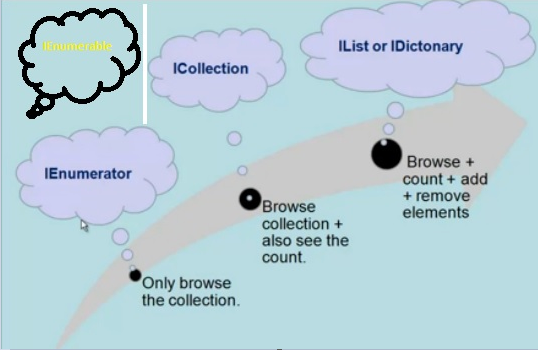 IEnumerable
ICollection
IList or IDictonary
IEnumerator
Browse +
count + add
+ remove
elements
Browse
collection +
also see the
count.
Only browse
the collection.